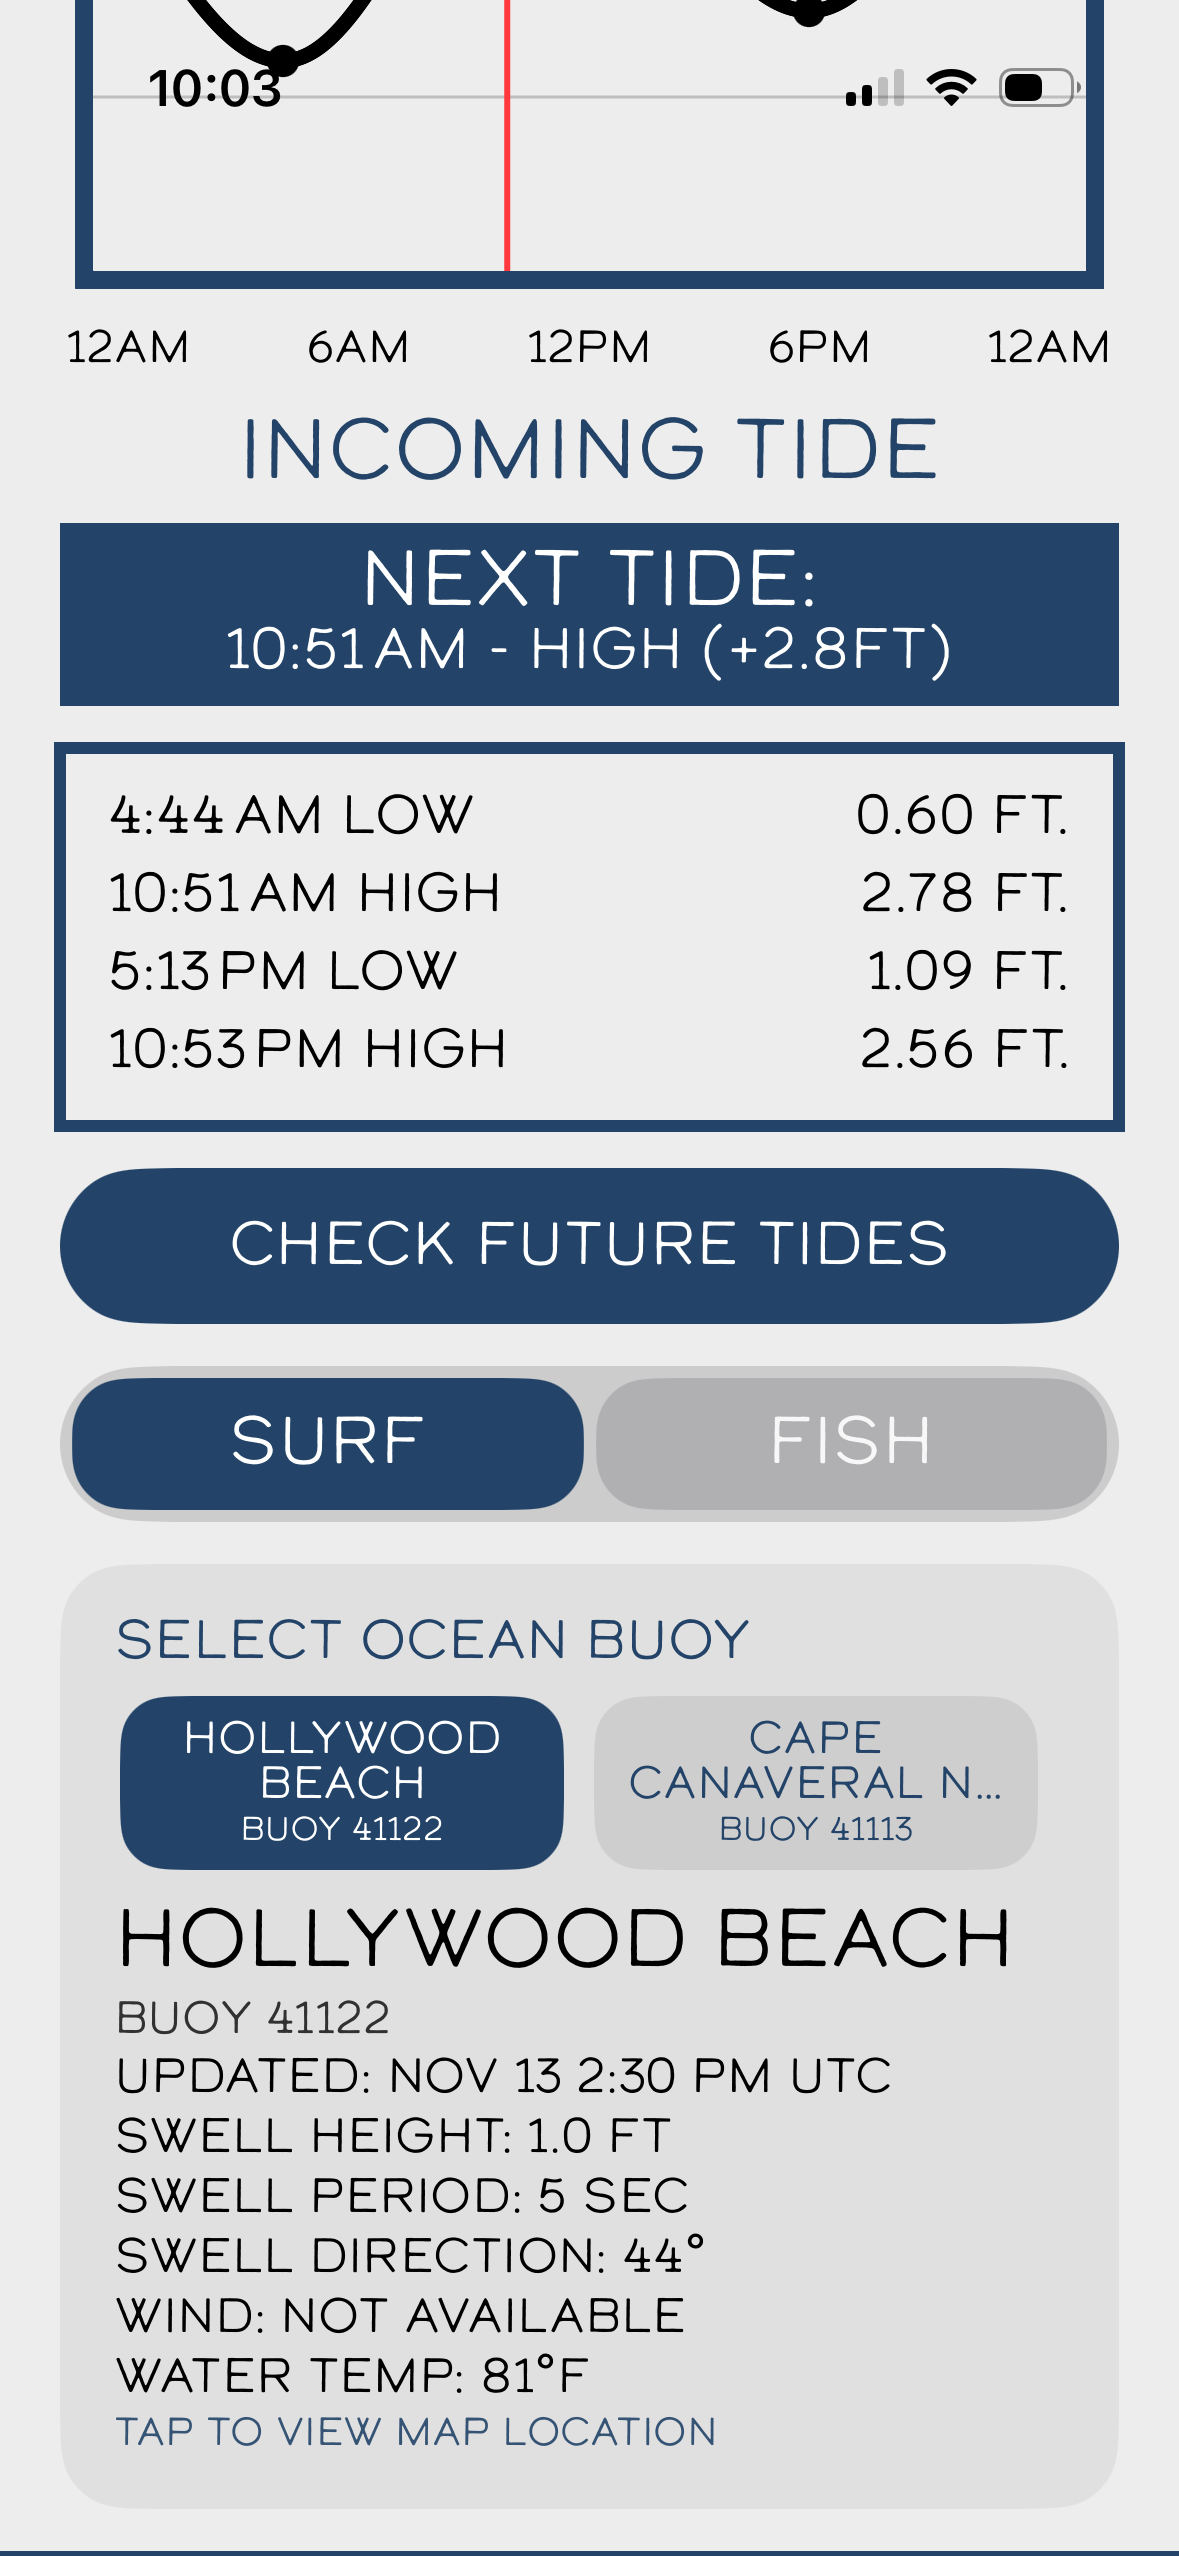 10:03
12AM 6AM 12PM 6PM 12AM
INCOMING TIDE
NEXT TIDE:
10:51AM - HIGH (+2.8FT)
4:44AM LOW 0.60 FT.
10:51AM HIGH 2.78 FT.
5:13PM LOW 1.09 FT.
10:53PM HIGH 2.56 FT.
CHECK FUTURE TIDES
SURF FISH
SELECT OCEAN BUOY
HOLLYWOOD
BEACH
BUOY 41122
CAPE
CANAVERAL N...
BUOY 41113
HOLLYWOOD BEACH
BUOY 41122
UPDATED: NOV 13 2:30 PM UTC
SWELL HEIGHT: 1.0 FT
SWELL PERIOD: 5 SEC
SWELL DIRECTION: 44°
WIND: NOT AVAILABLE
WATER TEMP: 81°F
TAP TO VIEW MAP LOCATION